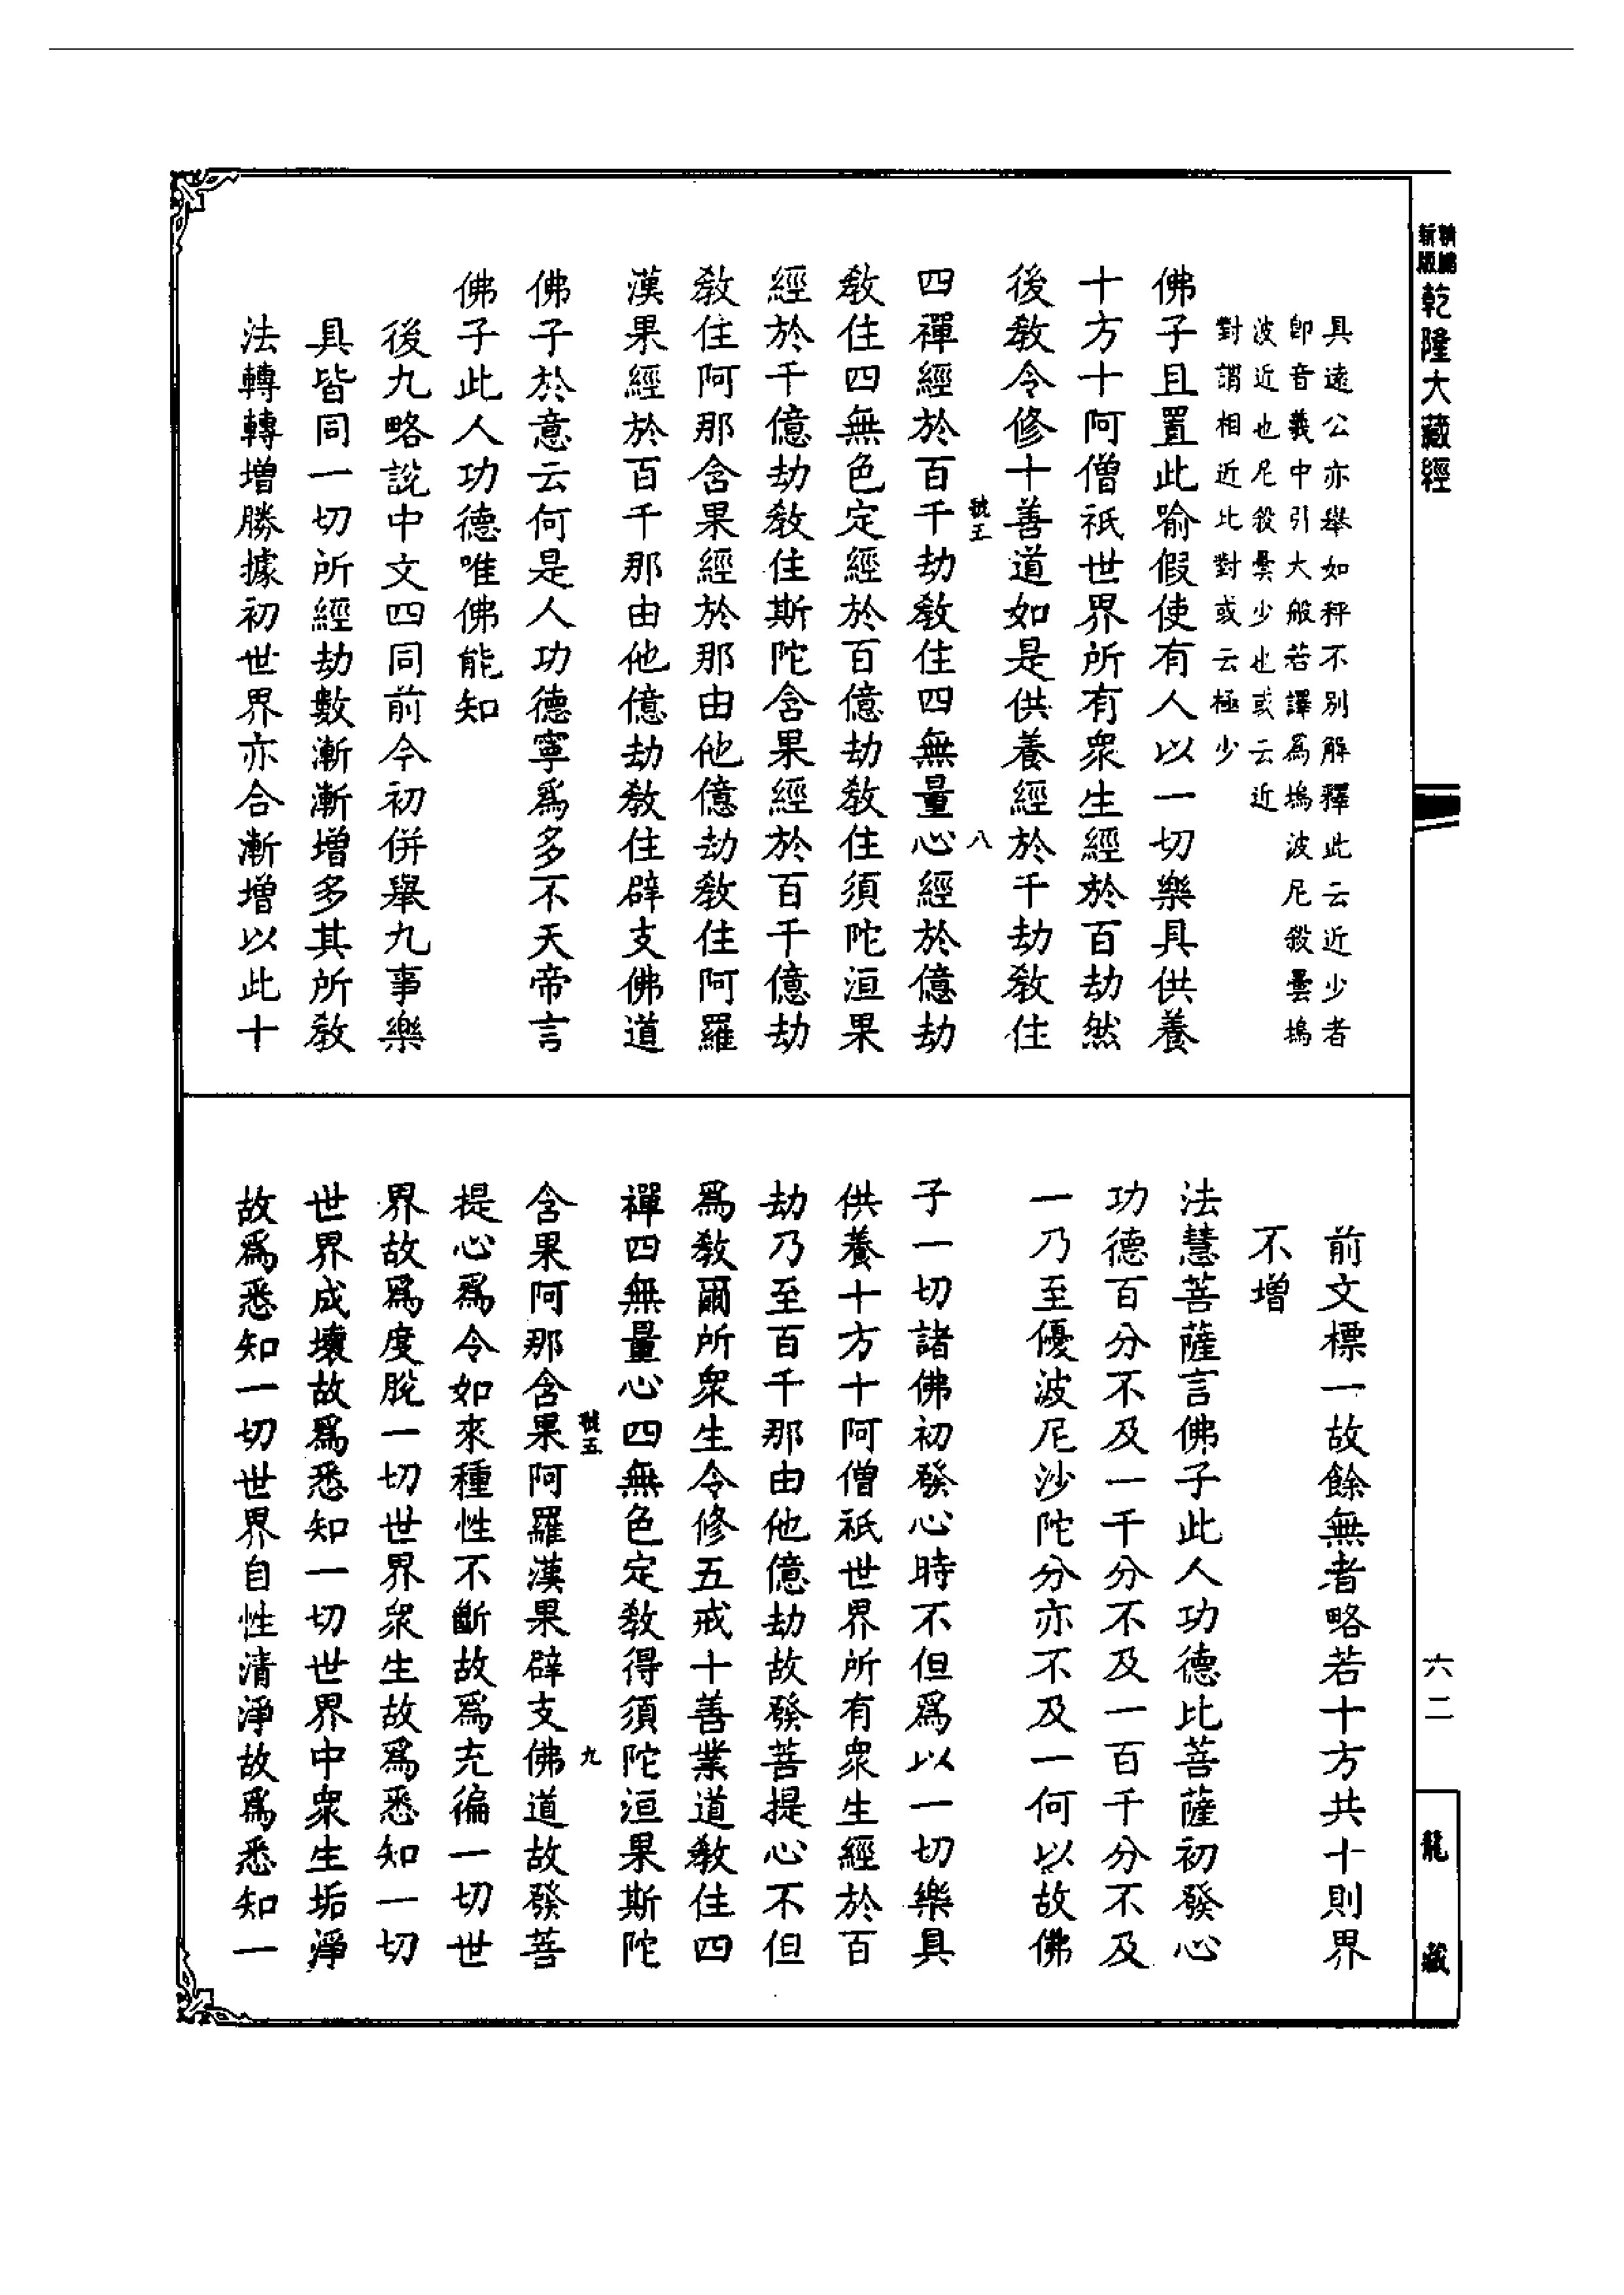 新編
新版
乾隆大藏經
具遠公亦舉如秤不別解釋此云近少者
卽音義中引大般若譯爲塢波尼殺曇塢
波近也尼殺曇少也或云近
對謂相近比對或云極少
佛子且置此喻假使有人以一切樂具供養
十方十阿僧祇世界所有衆生經於百劫然
後敎令修十善道如是供養經於千劫敎住
八
四禪經於百千劫敎住四無量心經於億劫
敎住四無色定經於百億劫敎住須陀洹果
經於千億劫敎住斯陀含果經於百千億劫
敎住阿那含果經於那由他億劫敎住阿羅
漢果經於百千那由他億劫敎住辟支佛道
佛子於意云何是人功德寧爲多不天帝言
佛子此人功德唯佛能知
後九略說中文四同前今初併舉九事樂
具皆同一切所經劫數漸漸增多其所敎
法轉轉增勝據初世界亦合漸增以此十
前文標一故餘無者略若十方共十則界
不增
法慧菩薩言佛子此人功德比菩薩初發心
功德百分不及一千分不及一百千分不及
一乃至優波尼沙陀分亦不及一何以故佛
子一切諸佛初發心時不但爲以一切樂具
供養十方十阿僧祇世界所有衆生經於百
劫乃至百千那由他億劫故發菩提心不但
爲敎爾所衆生令修五戒十善業道敎住四
禪四無量心四無色定敎得須陀洹果斯陀
號五
九
含果阿那含果阿羅漢果辟支佛道故發菩
提心爲令如來種性不斷故爲充徧一切世
界故爲度脫一切世界衆生故爲悉知一切
世界成壞故爲悉知一切世界中衆生垢淨
故爲悉知一切世界自性清淨故爲悉知一
六二
龍藏